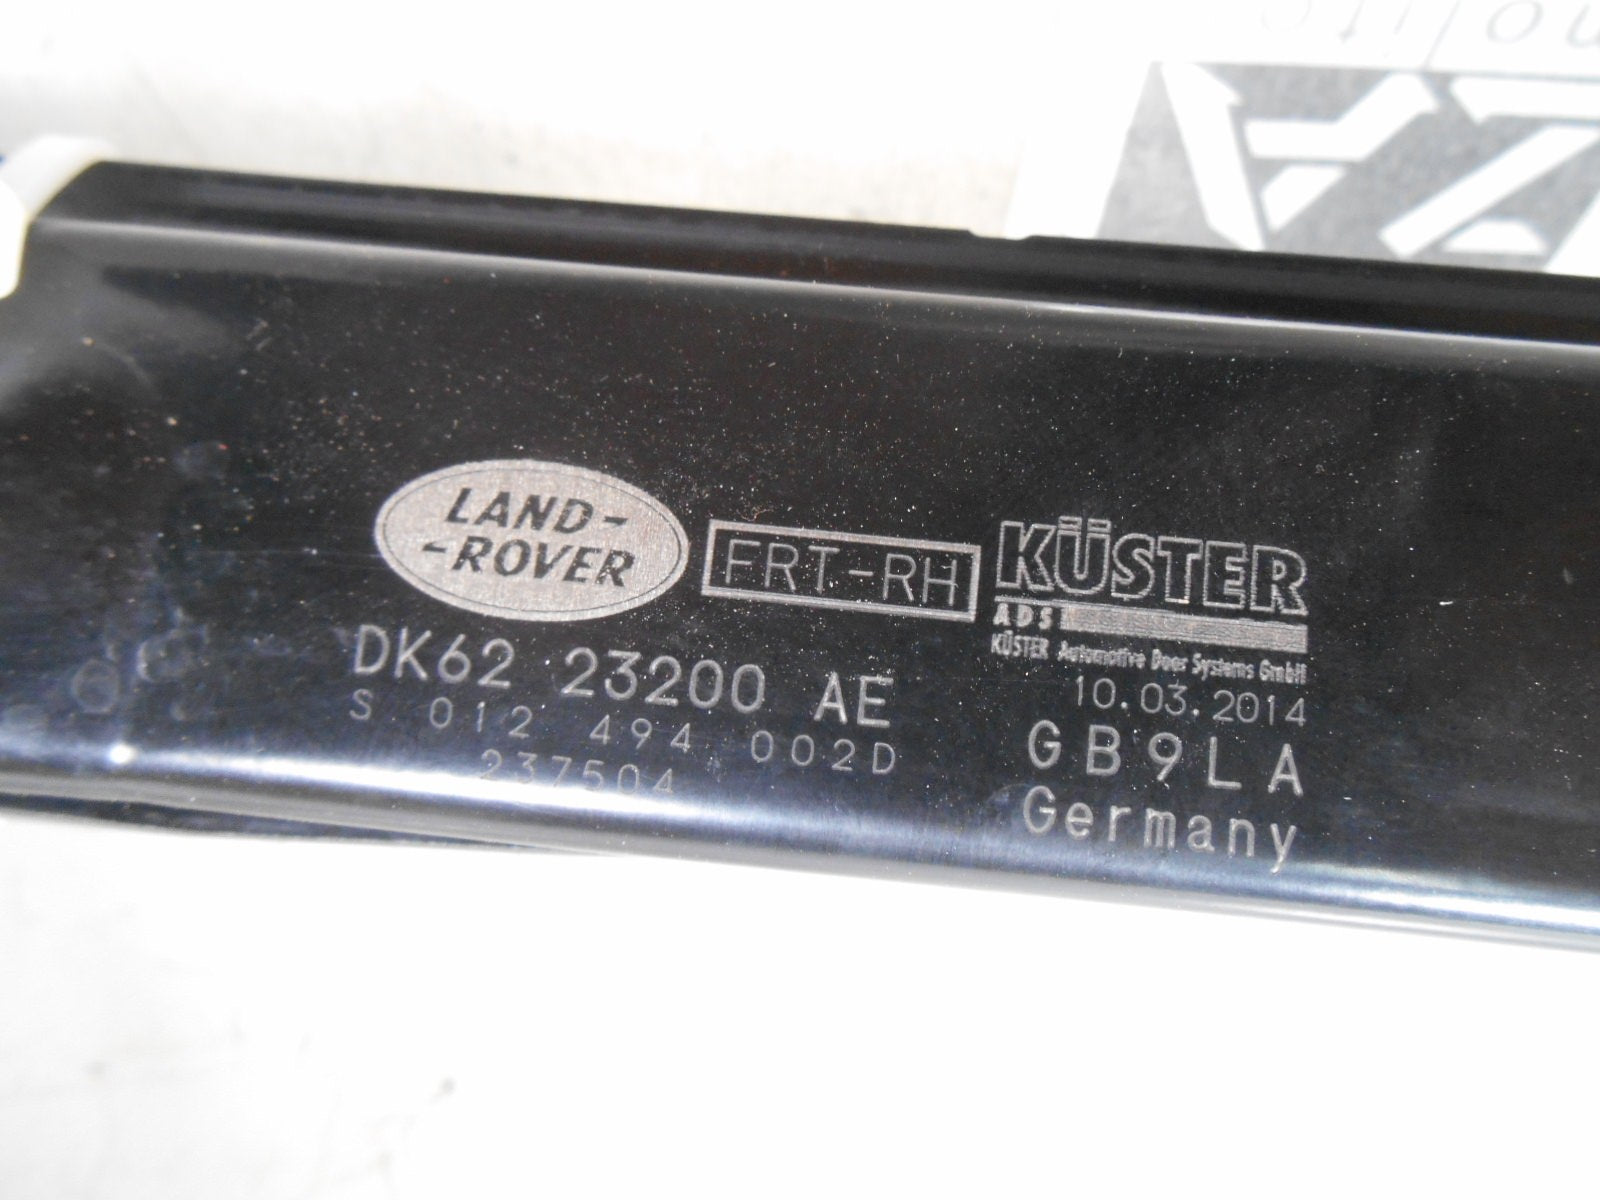 LAND-
-ROVER
FRT-RH
KÜSTER
ADS
KÜSTER Automotive Door Systems GmbH
DK62 23200 AE
10.03.2014
S 012 494 002D
GB9LA
237504
Germany